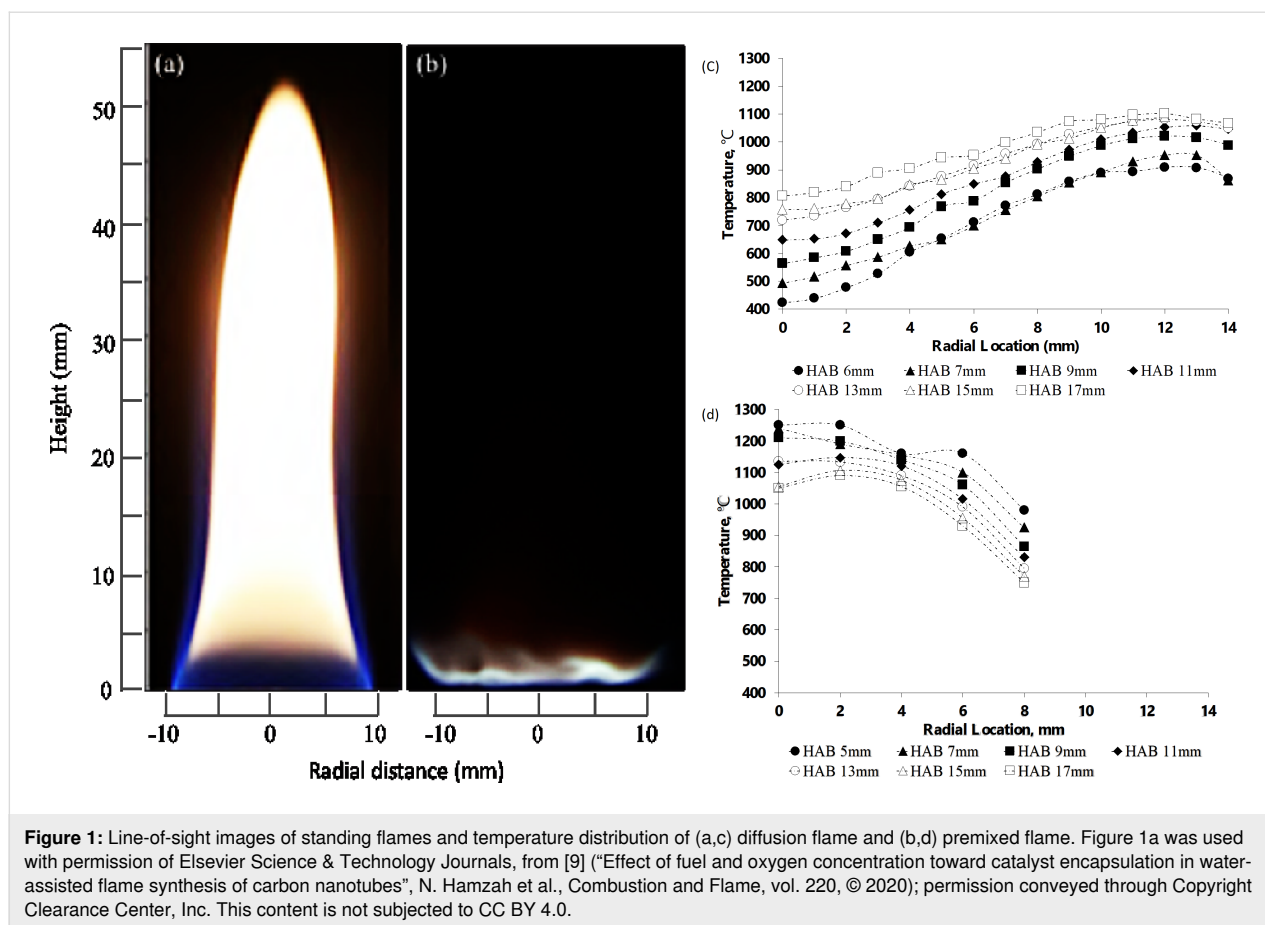 (a)
(b)
50
40
30
20
10
0
Height (mm)
-10
0
10
-10
0
10
Radial distance (mm)
(C)
1300
1200
1100
1000
900
800
700
600
500
400
Temperature, ℃
0
2
4
6
8
10
12
14
Radial Location (mm)
HAB 6mm HAB 7mm HAB 9mm HAB 11mm
HAB 13mm HAB 15mm HAB 17mm
(d)
1300
1200
1100
1000
900
800
700
600
500
400
Temperature, ℃
0
2
4
6
8
10
12
14
Radial Location, mm
HAB 5mm HAB 7mm HAB 9mm HAB 11mm
HAB 13mm HAB 15mm HAB 17mm
Figure 1: Line-of-sight images of standing flames and temperature distribution of (a,c) diffusion flame and (b,d) premixed flame. Figure 1a was used
with permission of Elsevier Science & Technology Journals, from [9] (“Effect of fuel and oxygen concentration toward catalyst encapsulation in water-
assisted flame synthesis of carbon nanotubes”, N. Hamzah et al., Combustion and Flame, vol. 220, © 2020); permission conveyed through Copyright
Clearance Center, Inc. This content is not subjected to CC BY 4.0.